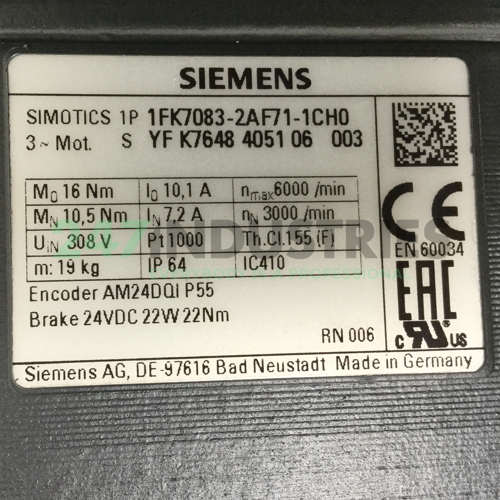 SIEMENS
SIMOTICS 1P 1FK7083-2AF71-1CH0
3 ~ Mot. S YF K7648 4051 06 003
M0 16 Nm I0 10,1 A nmax 6000 /min
MN 10,5 Nm IN 7,2 A nN 3000 /min
UIN 308 V Pt1000 Th.Cl.155 (F)
m: 19 kg IP 64 IC410
Encoder AM24DQI P55
Brake 24VDC 22W 22Nm
RN 006
CE
EN 60034
EAC
c RU US
Siemens AG, DE-97616 Bad Neustadt Made in Germany
247INDUSTRIES